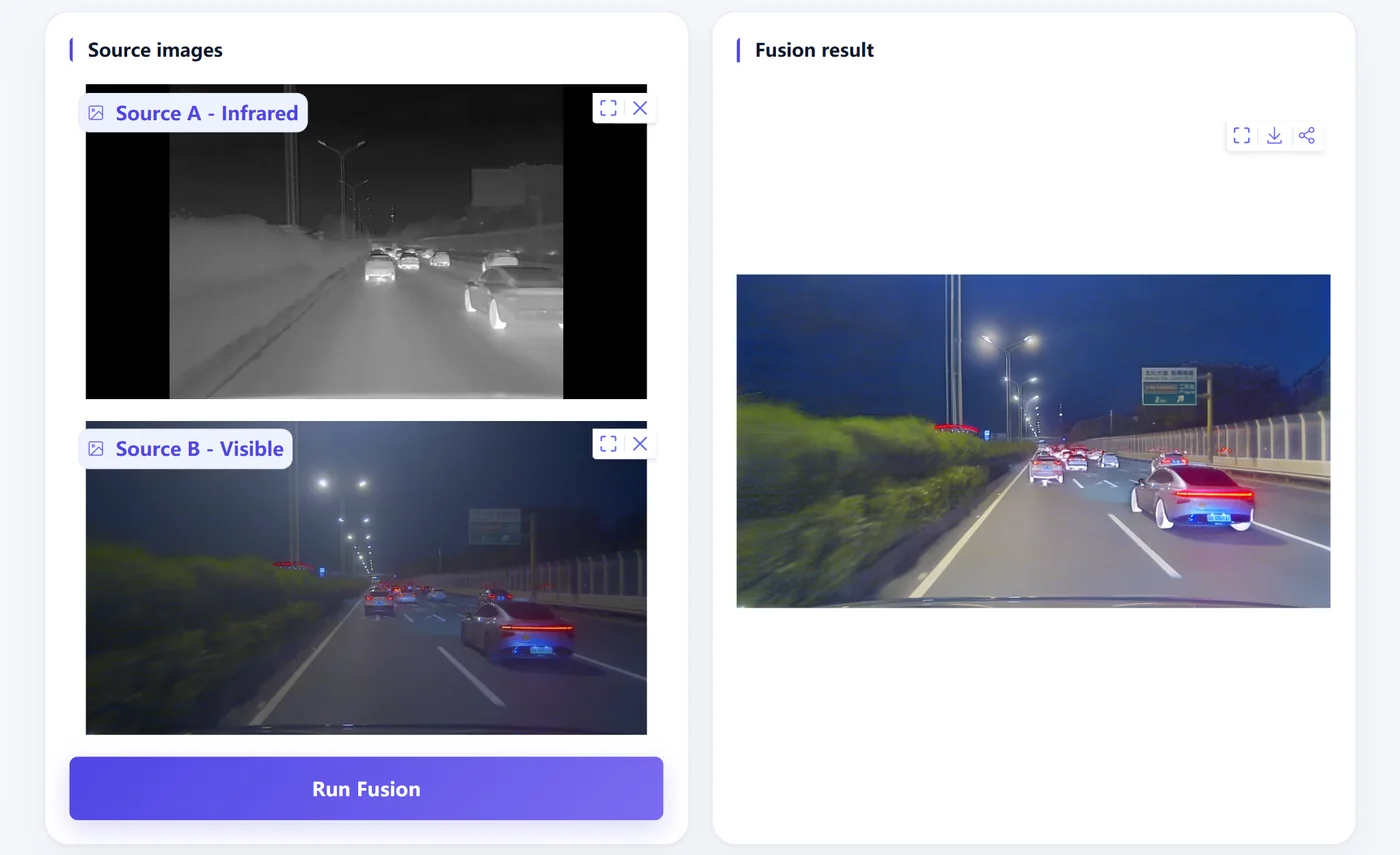 Source images
Source A - Infrared
Source B - Visible
Run Fusion
Fusion result